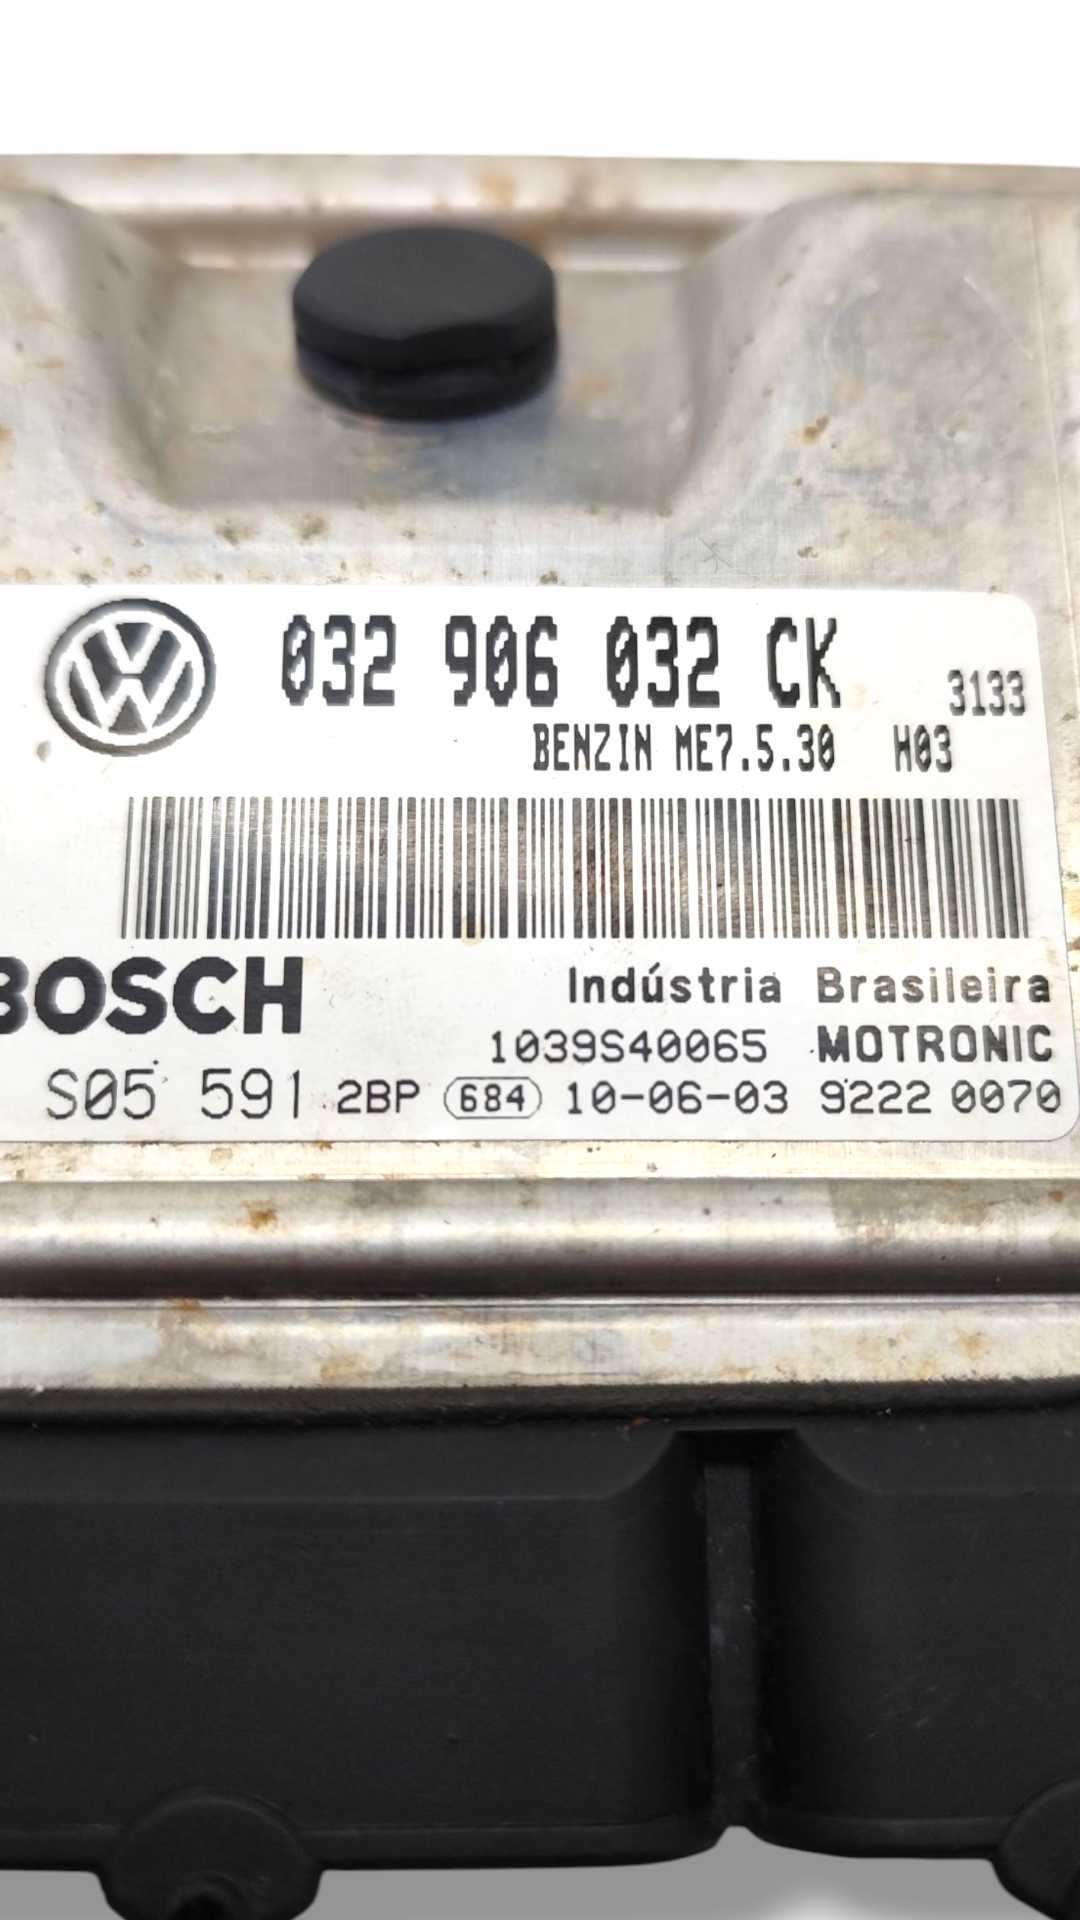 032 906 032 CK 3133
BENZIN ME7.5.30 H03
BOSCH Indústria Brasileira
1039S40065 MOTRONIC
S05 591 2BP 684 10-06-03 9222 0070